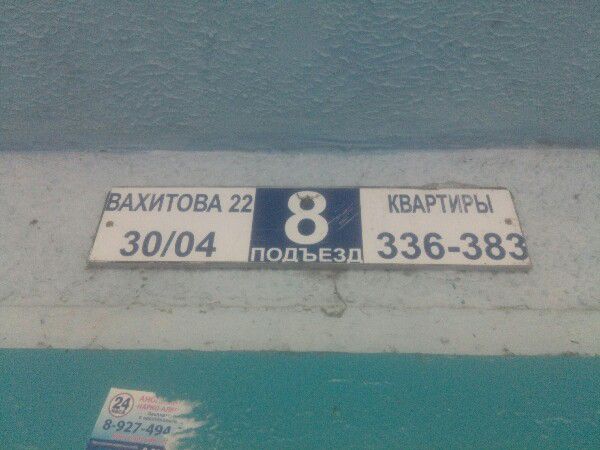 ВАХИТОВА 22
30/04
8
ПОДЪЕЗД
КВАРТИРЫ
336-383
24
8-927-494